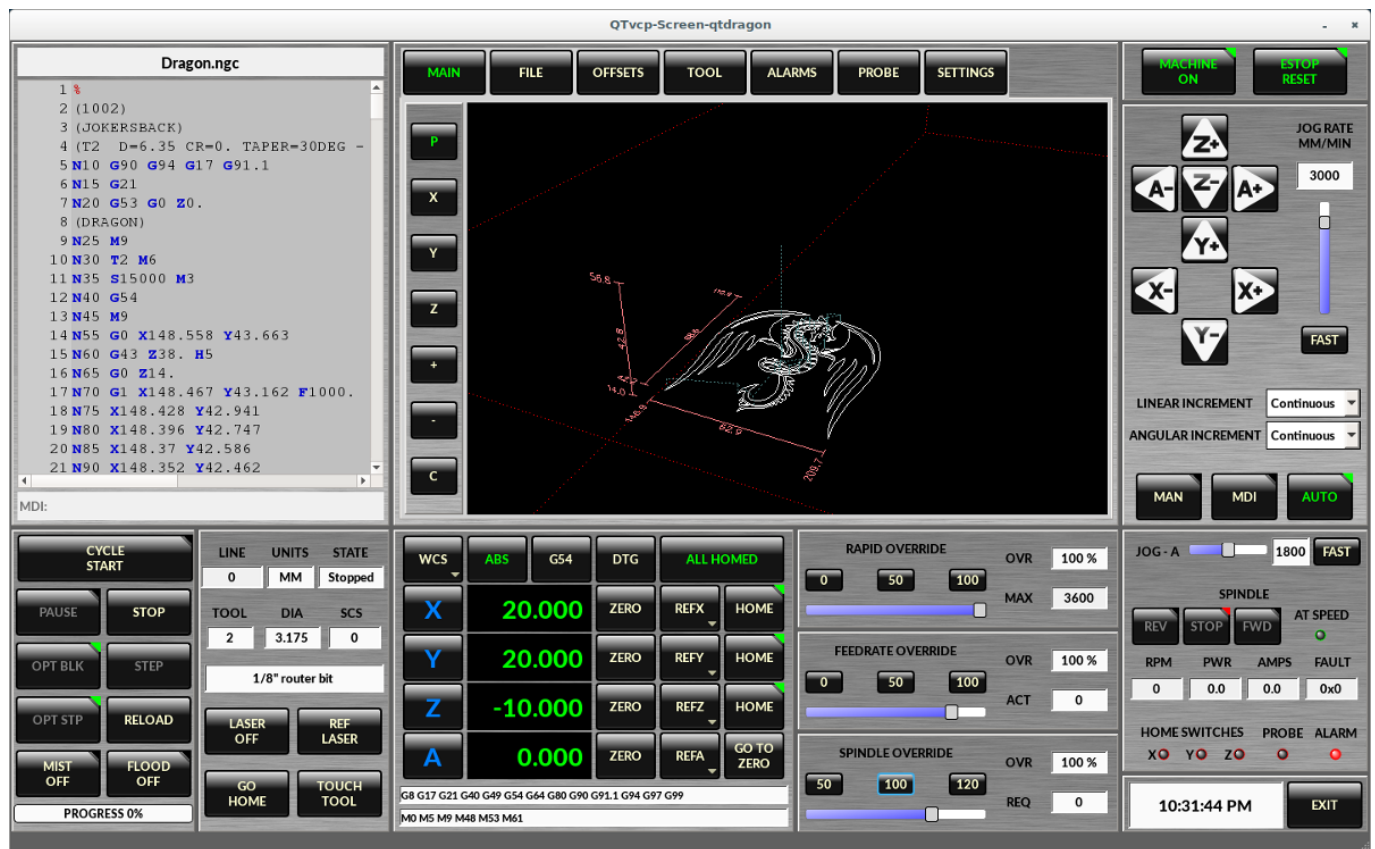 QTvcp-Screen-qtdragon
Dragon.ngc
1 %
2 (1002)
3 (JOKERSBACK)
4 (T2 D=6.35 CR=0. TAPER=30DEG -
5 N10 G90 G94 G17 G91.1
6 N15 G21
7 N20 G53 G0 Z0.
8 (DRAGON)
9 N25 M9
10 N30 T2 M6
11 N35 S15000 M3
12 N40 G54
13 N45 M9
14 N55 G0 X148.558 Y43.663
15 N60 G43 Z38. H5
16 N65 G0 Z14.
17 N70 G1 X148.467 Y43.162 F1000.
18 N75 X148.428 Y42.941
19 N80 X148.396 Y42.747
20 N85 X148.37 Y42.586
21 N90 X148.352 Y42.462
MDI:
MAIN FILE OFFSETS TOOL ALARMS PROBE SETTINGS
P
X
Y
Z
+
-
C
56.8
42.8
14.0
146.9
62.9
209.7
MACHINE ON
ESTOP RESET
Z+
JOG RATE
MM/MIN
3000
A- Z- A+
Y+
X- X+
Y-
FAST
LINEAR INCREMENT Continuous
ANGULAR INCREMENT Continuous
MAN MDI AUTO
CYCLE
START
PAUSE STOP
OPT BLK STEP
OPT STP RELOAD
MIST OFF
FLOOD OFF
PROGRESS 0%
LINE UNITS STATE
0 MM Stopped
TOOL DIA SCS
2 3.175 0
1/8" router bit
LASER OFF
REF LASER
GO HOME
TOUCH TOOL
WCS ABS G54 DTG ALL HOMED
X 20.000 ZERO REFX HOME
Y 20.000 ZERO REFY HOME
Z -10.000 ZERO REFZ HOME
A 0.000 ZERO REFA GO TO ZERO
G8 G17 G21 G40 G49 G54 G64 G80 G90 G91.1 G94 G97 G99
M0 M5 M9 M48 M53 M61
RAPID OVERRIDE
0 50 100
OVR 100 %
MAX 3600
FEEDRATE OVERRIDE
0 50 100
OVR 100 %
ACT 0
SPINDLE OVERRIDE
50 100 120
OVR 100 %
REQ 0
JOG - A 1800 FAST
SPINDLE
REV STOP FWD AT SPEED
RPM PWR AMPS FAULT
0 0.0 0.0 0x0
HOME SWITCHES PROBE ALARM
X Y Z
10:31:44 PM EXIT